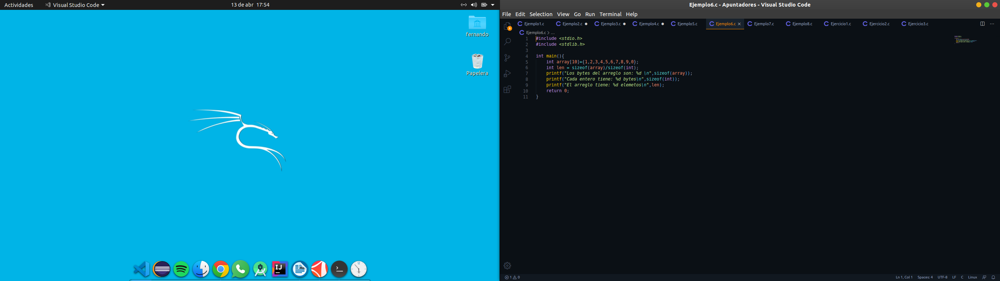 Actividades Visual Studio Code 13 de abr 17:54
fernando
Papelera
IJ
12
Ejemplo6.c - Apuntadores - Visual Studio Code
File Edit Selection View Go Run Terminal Help
3
Ejemplo1.c Ejemplo2.c Ejemplo3.c Ejemplo4.c Ejemplo5.c Ejemplo6.c Ejemplo7.c Ejemplo8.c Ejercicio1.c Ejercicio2.c Ejercicio3.c
Ejemplo6.c > ...
1 #include <stdio.h>
2 #include <stdlib.h>
3
4 int main(){
5 int array[10]={1,2,3,4,5,6,7,8,9,0};
6 int len = sizeof(array)/sizeof(int);
7 printf("Los bytes del arreglo son: %d \n",sizeof(array));
8 printf("Cada entero tiene: %d bytes\n",sizeof(int));
9 printf("El arreglo tiene: %d elemetos\n",len);
10 return 0;
11 }
1 0 Ln 1, Col 1 Spaces: 4 UTF-8 LF C Linux